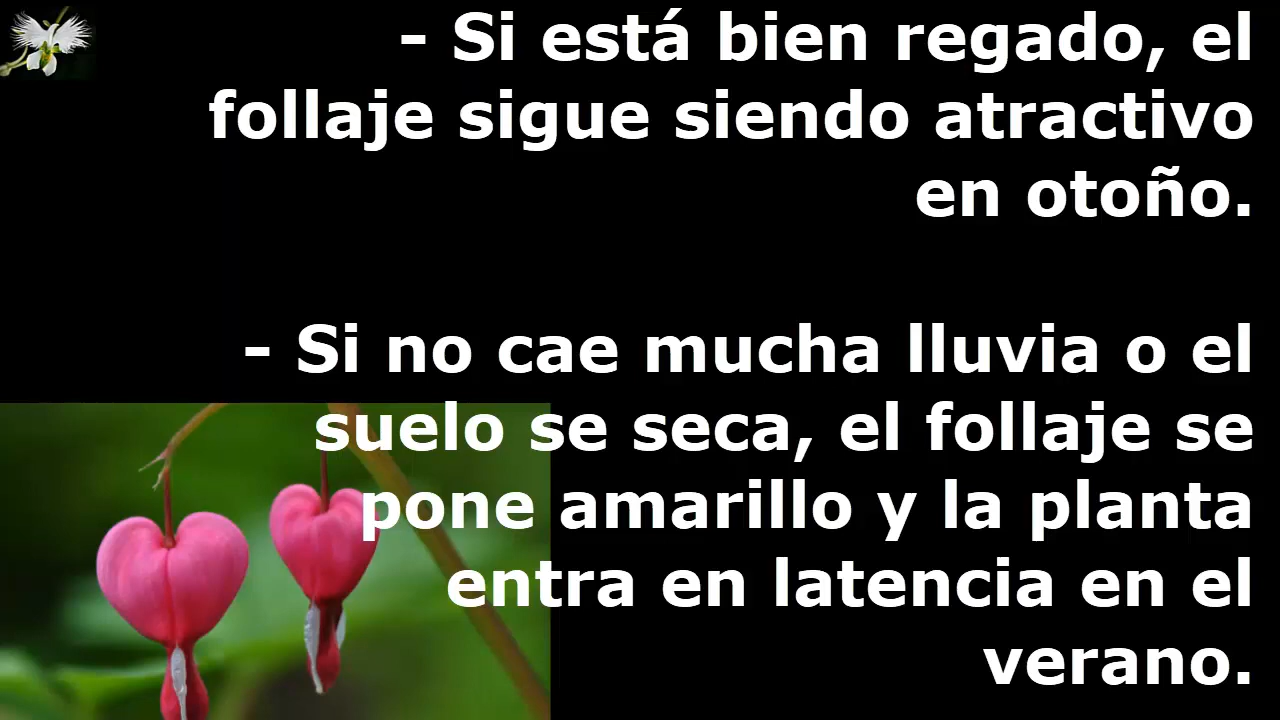 - Si está bien regado, el
follaje sigue siendo atractivo
en otoño.
- Si no cae mucha lluvia o el
suelo se seca, el follaje se
pone amarillo y la planta
entra en latencia en el
verano.